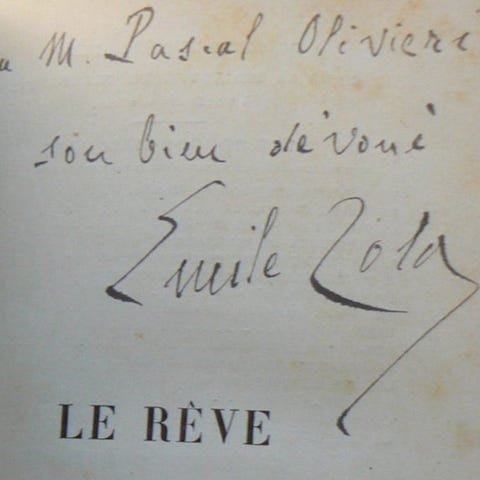 a M. Pascal Olivieri
son bien dévoué
Emile Zola
LE RÊVE